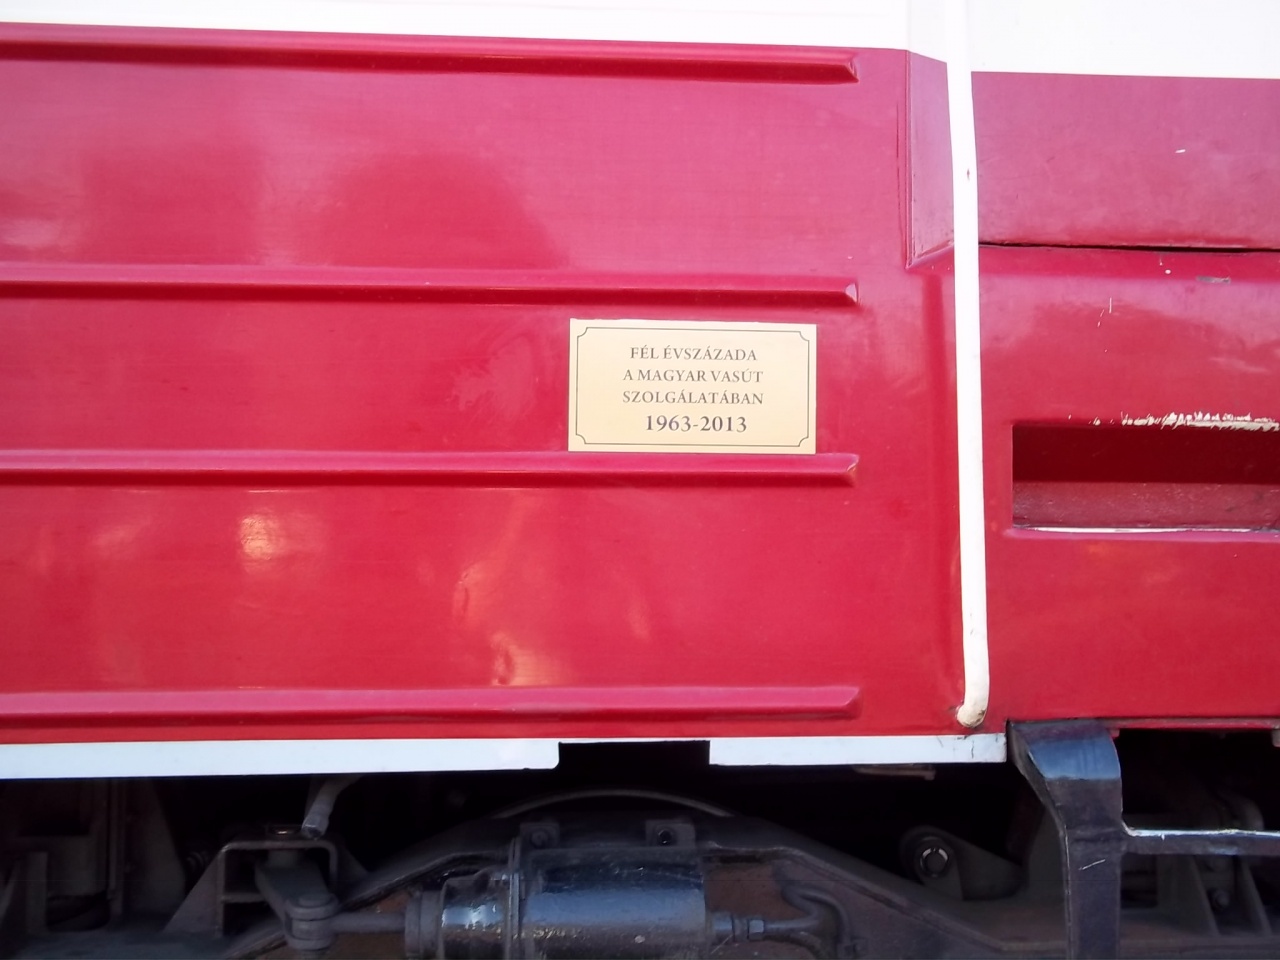 FÉL ÉVSZÁZADA
A MAGYAR VASÚT
SZOLGÁLATÁBAN
1963-2013